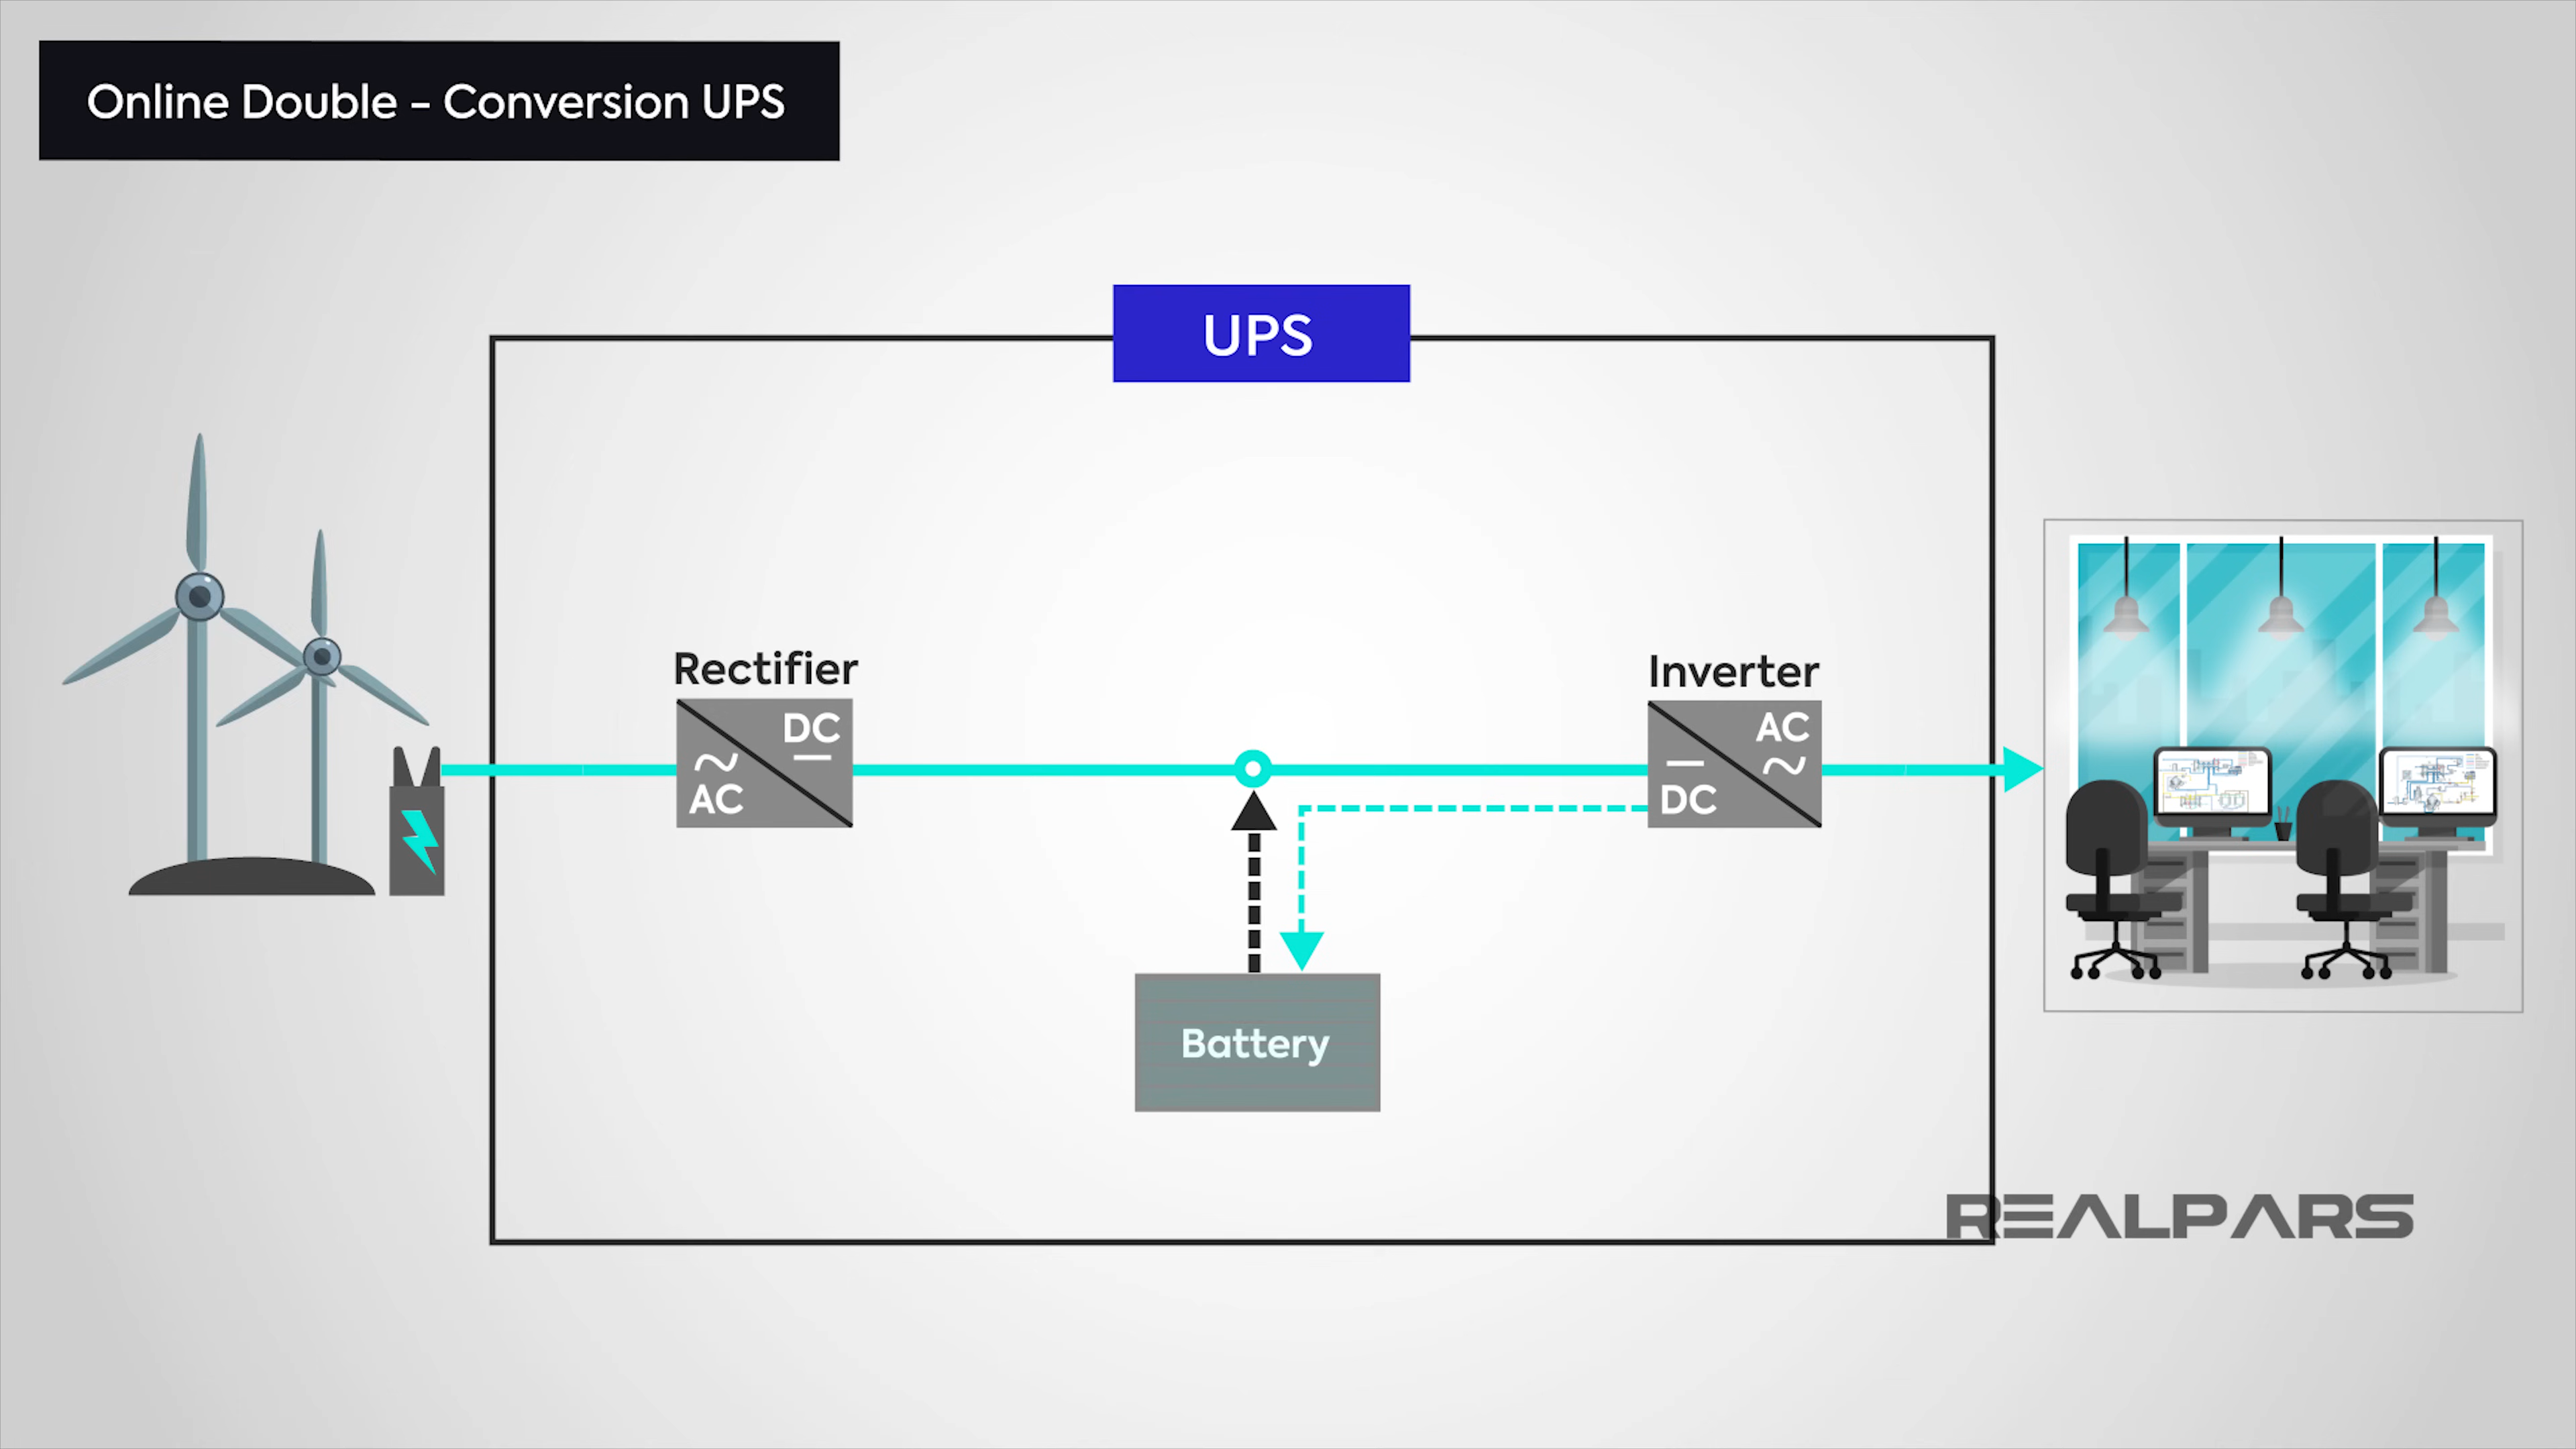 Online Double - Conversion UPS
UPS
Rectifier
DC
AC
Inverter
AC
DC
Battery
REALPARS